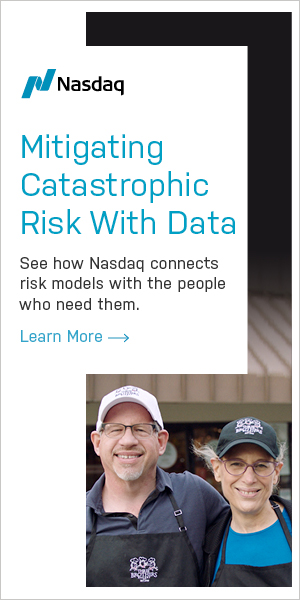 Nasdaq
Mitigating
Catastrophic
Risk With Data
See how Nasdaq connects
risk models with the people
who need them.
Learn More